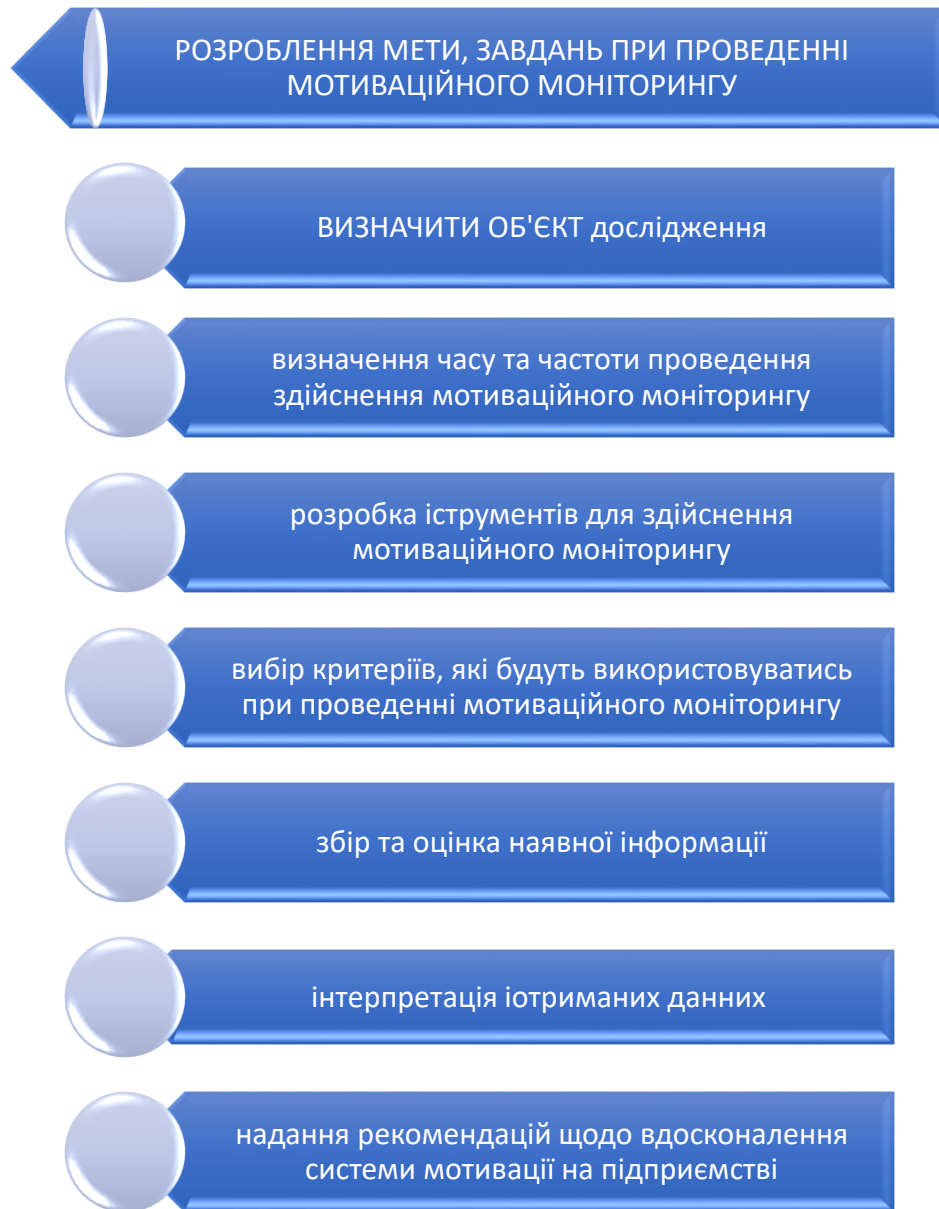 РОЗРОБЛЕННЯ МЕТИ, ЗАВДАНЬ ПРИ ПРОВЕДЕННІ
МОТИВАЦІЙНОГО МОНІТОРИНГУ
ВИЗНАЧИТИ ОБ'ЄКТ дослідження
визначення часу та частоти проведення
здійснення мотиваційного моніторингу
розробка іструментів для здійснення
мотиваційного моніторингу
вибір критеріїв, які будуть використовуватись
при проведенні мотиваційного моніторингу
збір та оцінка наявної інформації
інтерпретація іотриманих данних
надання рекомендацій щодо вдосконалення
системи мотивації на підприємстві